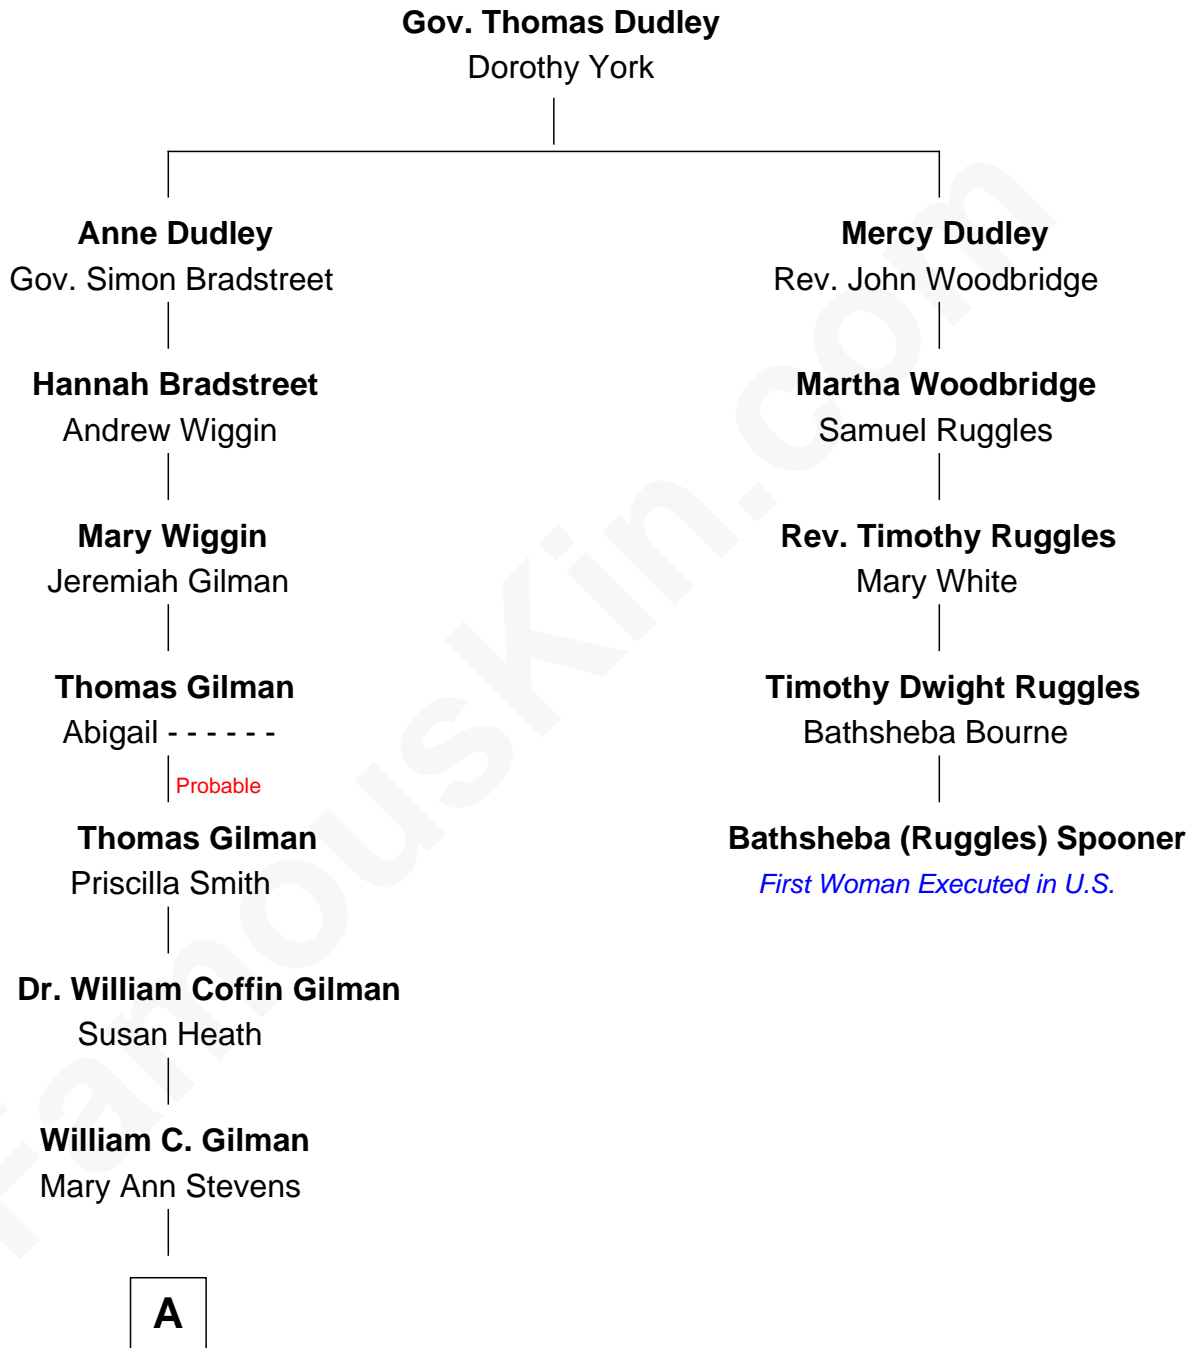 Gov. Thomas Dudley
Dorothy York
Anne Dudley
Gov. Simon Bradstreet
Mercy Dudley
Rev. John Woodbridge
Hannah Bradstreet
Andrew Wiggin
Martha Woodbridge
Samuel Ruggles
Mary Wiggin
Jeremiah Gilman
Rev. Timothy Ruggles
Mary White
Thomas Gilman
Abigail - - - - - -
Timothy Dwight Ruggles
Bathsheba Bourne
Probable
Thomas Gilman
Priscilla Smith
Bathsheba (Ruggles) Spooner
First Woman Executed in U.S.
Dr. William Coffin Gilman
Susan Heath
William C. Gilman
Mary Ann Stevens
A
FamousKin.com